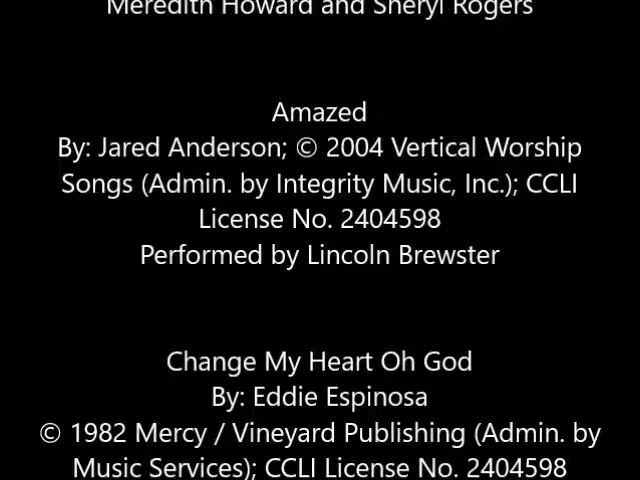 Meredith Howard and Sheryl Rogers
Amazed
By: Jared Anderson; © 2004 Vertical Worship
Songs (Admin. by Integrity Music, Inc.); CCLI
License No. 2404598
Performed by Lincoln Brewster
Change My Heart Oh God
By: Eddie Espinosa
© 1982 Mercy / Vineyard Publishing (Admin. by
Music Services); CCLI License No. 2404598